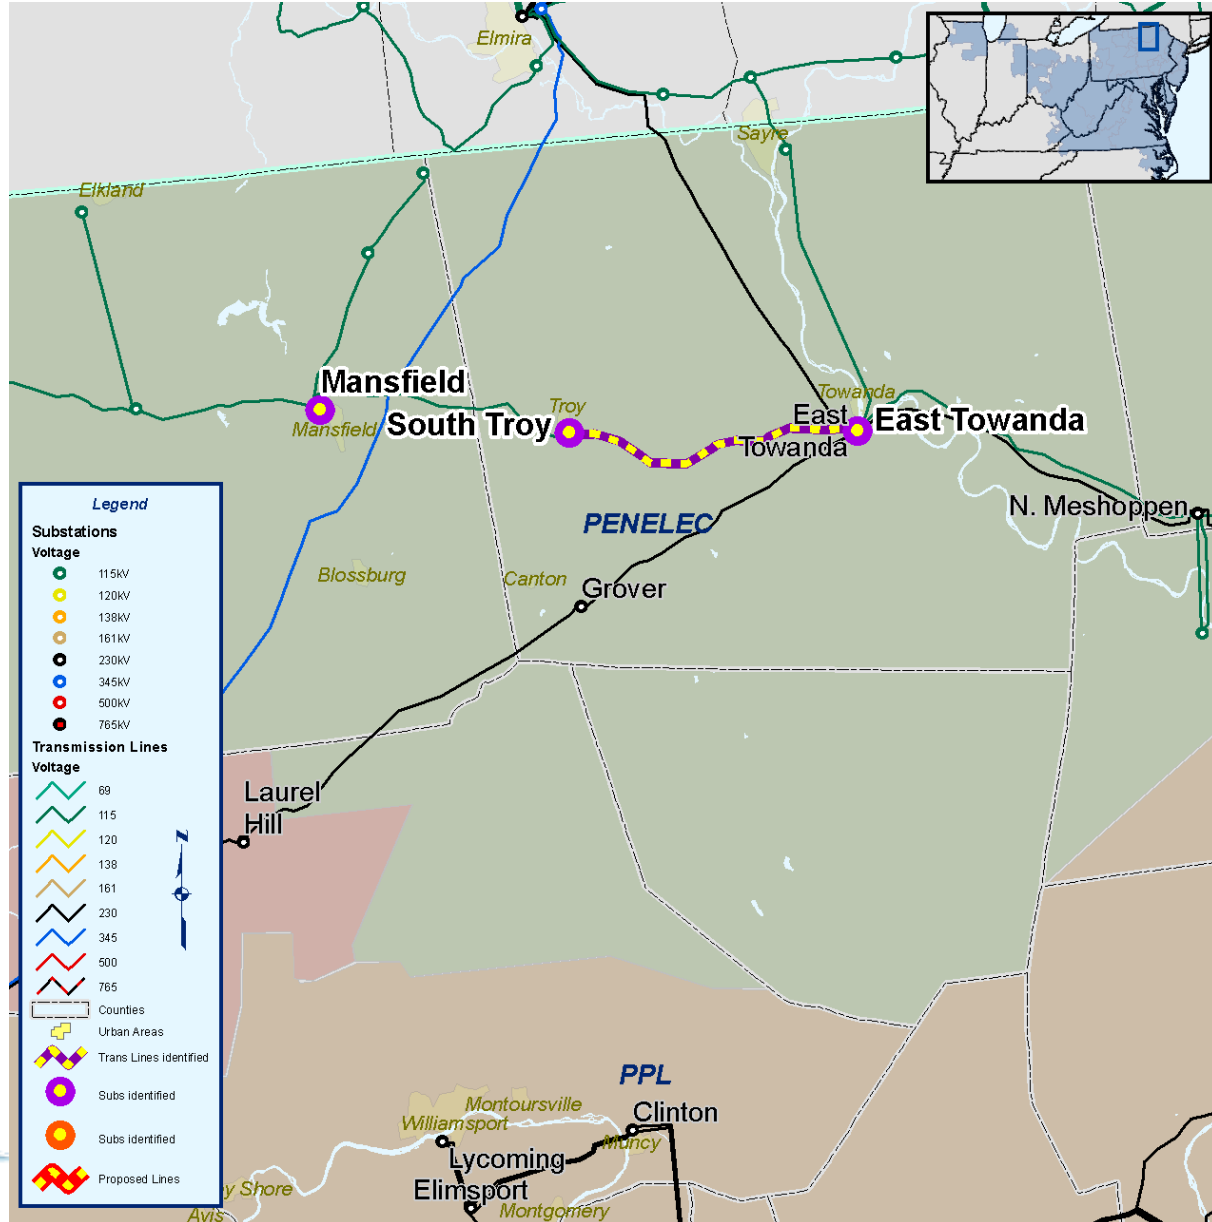 Elmira
Sayre
Elkland
Mansfield
Mansfield
Troy
South Troy
Towanda
East
Towanda
East Towanda
N. Meshoppen
PENELEC
Blossburg
Canton
Grover
Laurel
Hill
PPL
Montoursville
Williamsport
Clinton
Muncy
Lycoming
Elimsport
Montgomery
y Shore
Avis
Legend
Substations
Voltage
115kV
120kV
138kV
161kV
230kV
345kV
500kV
765kV
Transmission Lines
Voltage
69
115
120
138
161
230
345
500
765
N
Counties
Urban Areas
Trans Lines identified
Subs identified
Subs identified
Proposed Lines